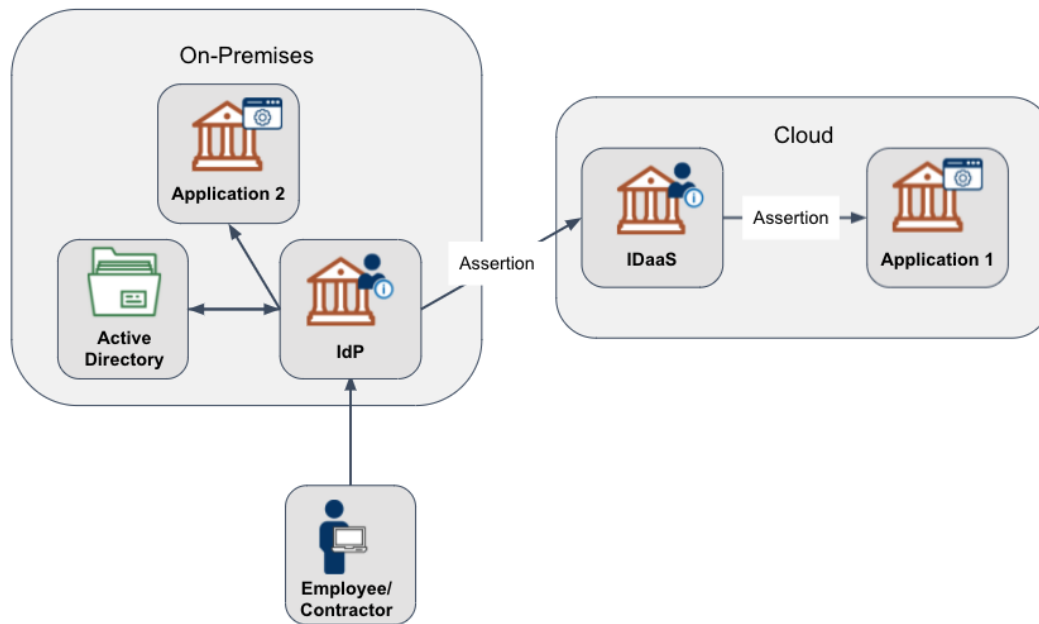 On-Premises
Application 2
Active
Directory
IdP
Assertion
Cloud
IDaaS
Assertion
Application 1
Employee/
Contractor